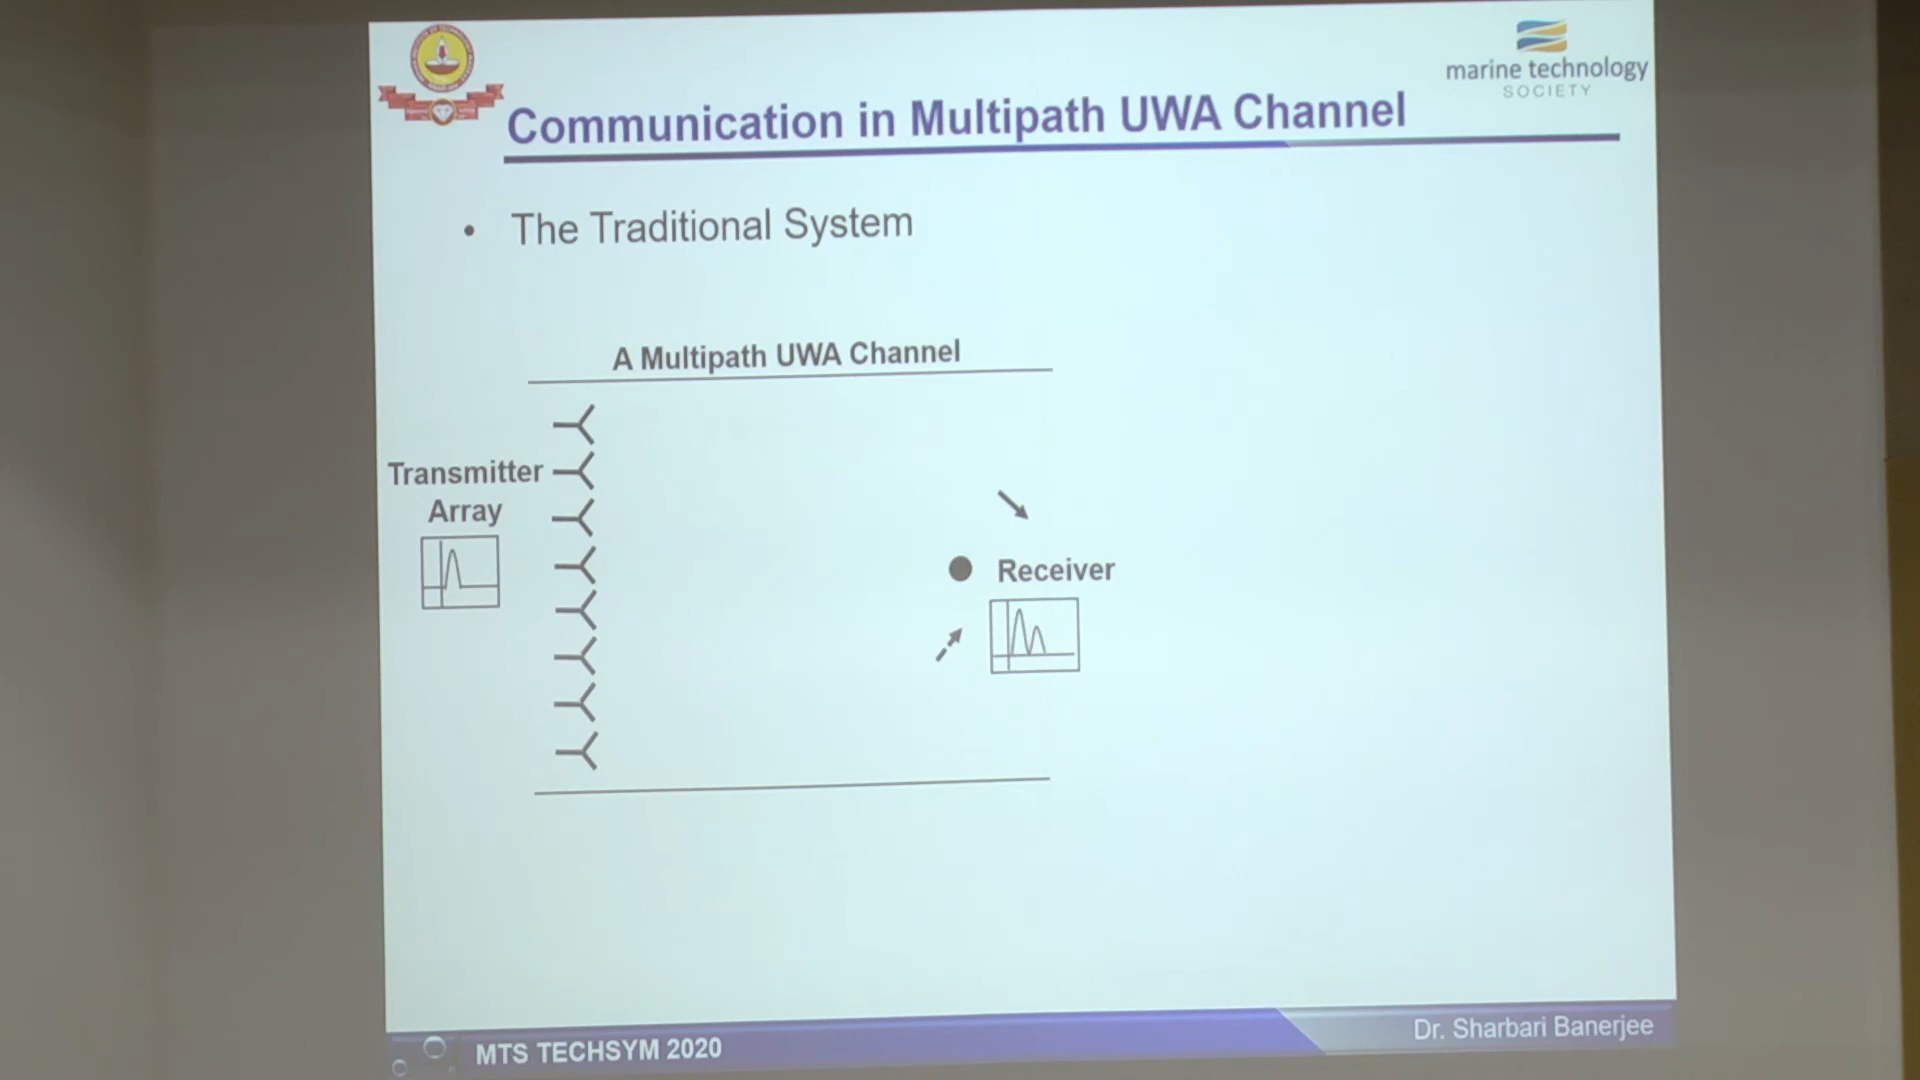 marine technology
SOCIETY
Communication in Multipath UWA Channel
• The Traditional System
A Multipath UWA Channel
Transmitter
Array
Receiver
MTS TECHSYM 2020
Dr. Sharbari Banerjee